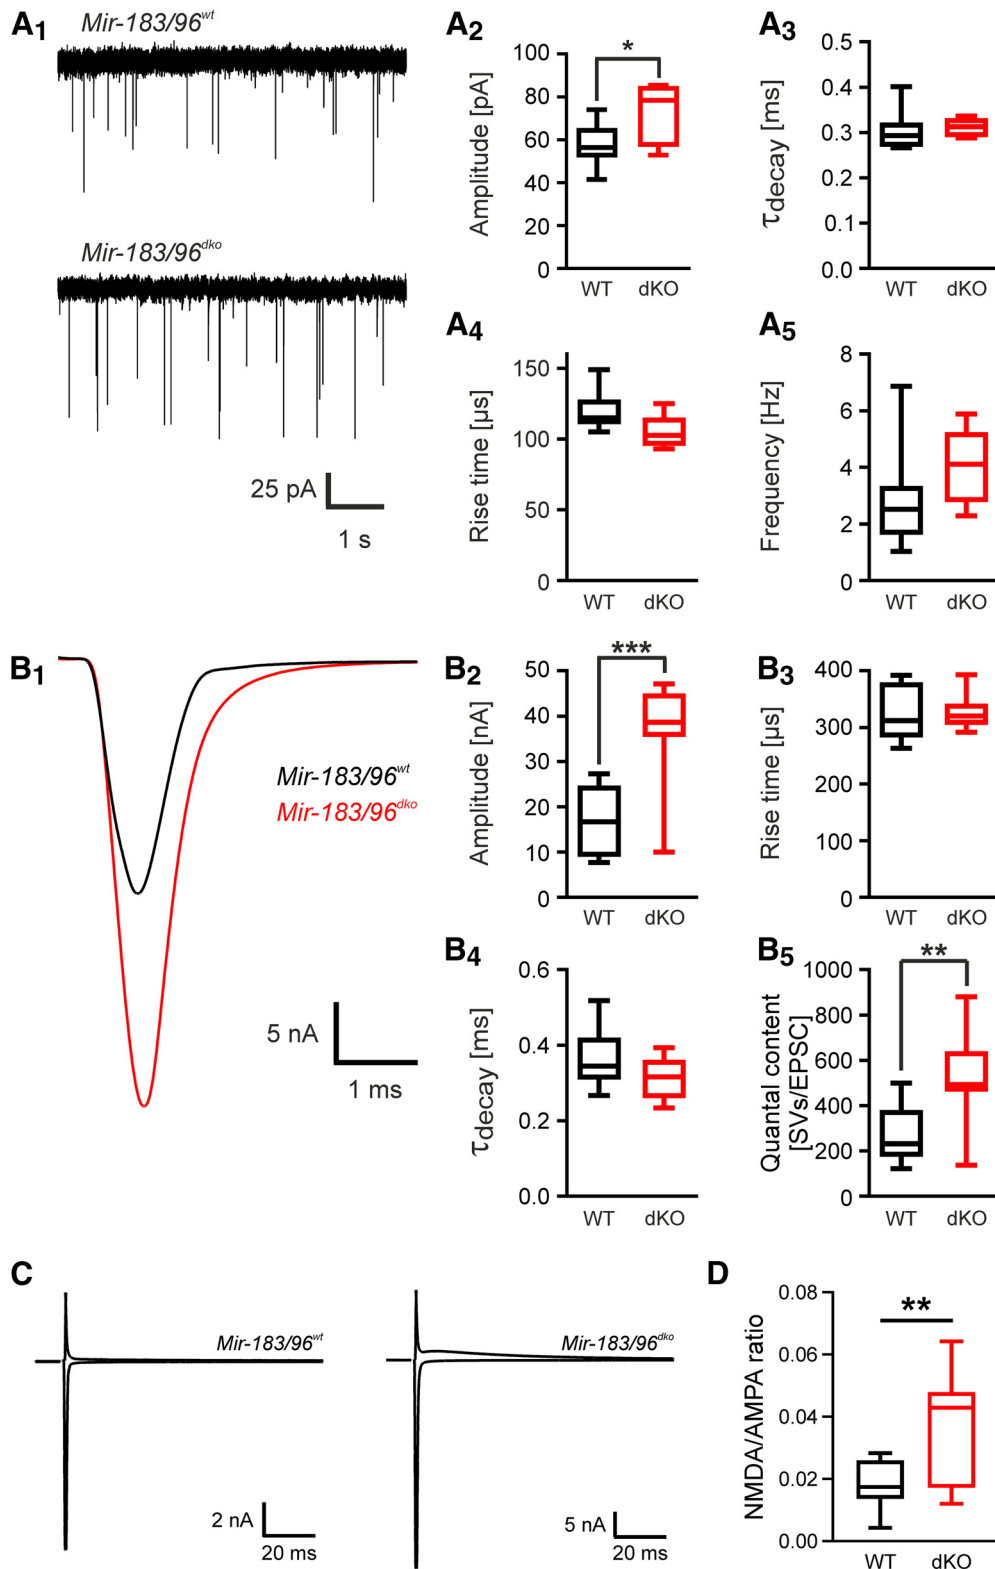 A1
Mir-183/96wt
Mir-183/96dko
25 pA
1 s
A2
Amplitude [pA]
100
80
60
40
20
0
*
WT
dKO
A3
τdecay [ms]
0.5
0.4
0.3
0.2
0.1
0.0
WT
dKO
A4
Rise time [µs]
150
100
50
0
WT
dKO
A5
Frequency [Hz]
8
6
4
2
0
WT
dKO
B1
Mir-183/96wt
Mir-183/96dko
5 nA
1 ms
B2
Amplitude [nA]
50
40
30
20
10
0
***
WT
dKO
B3
Rise time [µs]
400
300
200
100
0
WT
dKO
B4
τdecay [ms]
0.6
0.4
0.2
0.0
WT
dKO
B5
Quantal content
[SVs/EPSC]
1000
800
600
400
200
0
**
WT
dKO
C
Mir-183/96wt
2 nA
20 ms
Mir-183/96dko
5 nA
20 ms
D
NMDA/AMPA ratio
0.08
0.06
0.04
0.02
0.00
**
WT
dKO